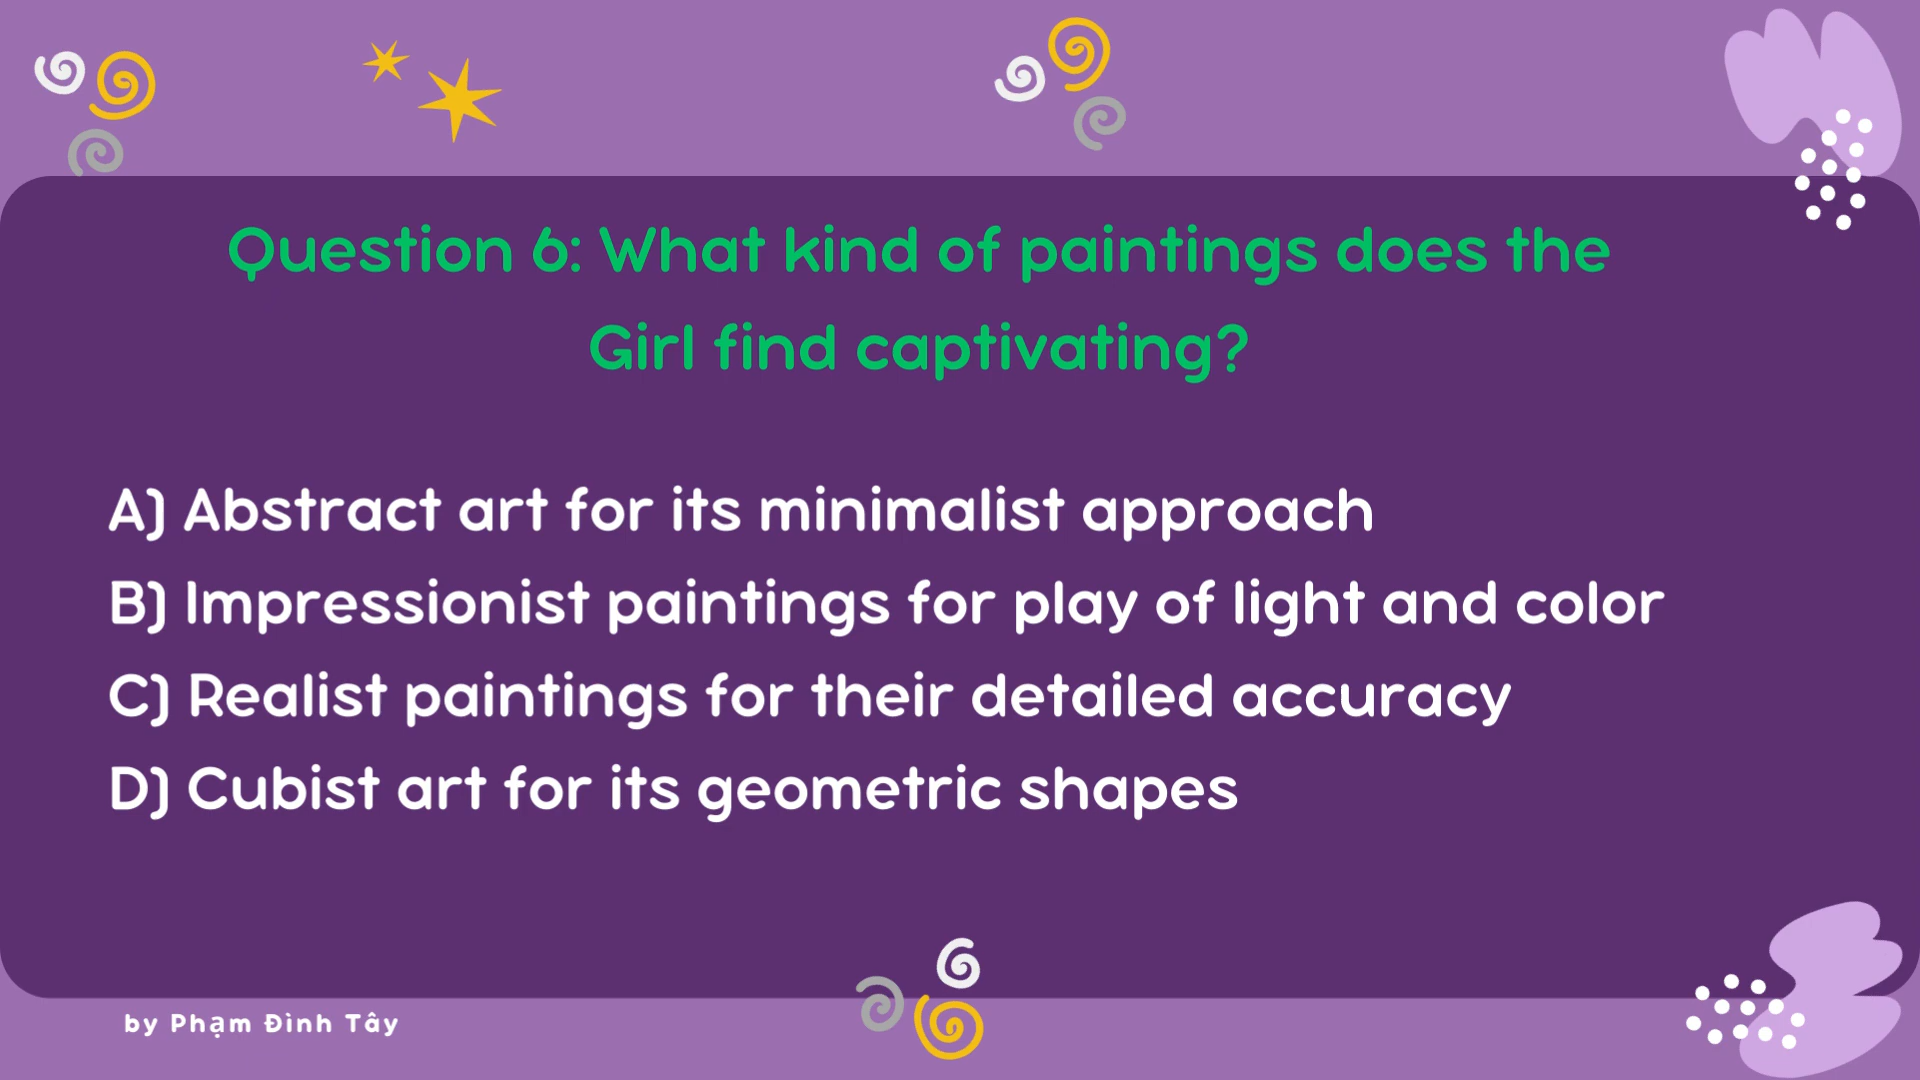 Question 6: What kind of paintings does the
Girl find captivating?
A) Abstract art for its minimalist approach
B) Impressionist paintings for play of light and color
C) Realist paintings for their detailed accuracy
D) Cubist art for its geometric shapes
by Phạm Đình Tây